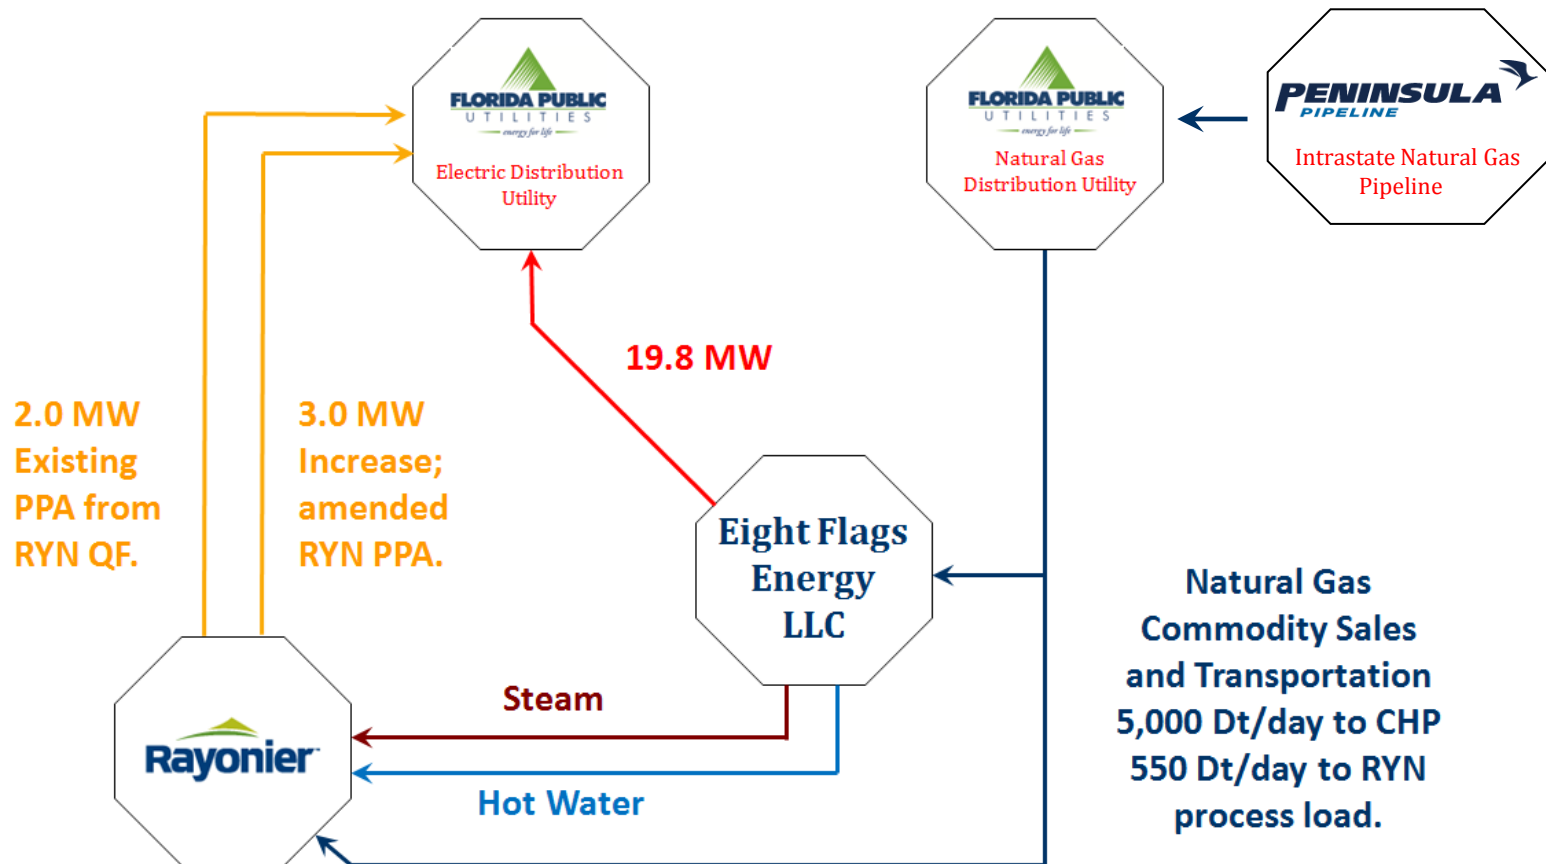 FLORIDA PUBLIC
UTILITIES
energy for life
Electric Distribution
Utility
FLORIDA PUBLIC
UTILITIES
energy for life
Natural Gas
Distribution Utility
PENINSULA
PIPELINE
Intrastate Natural Gas
Pipeline
19.8 MW
2.0 MW
Existing
PPA from
RYN QF.
3.0 MW
Increase;
amended
RYN PPA.
Eight Flags
Energy
LLC
Natural Gas
Commodity Sales
and Transportation
5,000 Dt/day to CHP
550 Dt/day to RYN
process load.
Steam
Rayonier
Hot Water